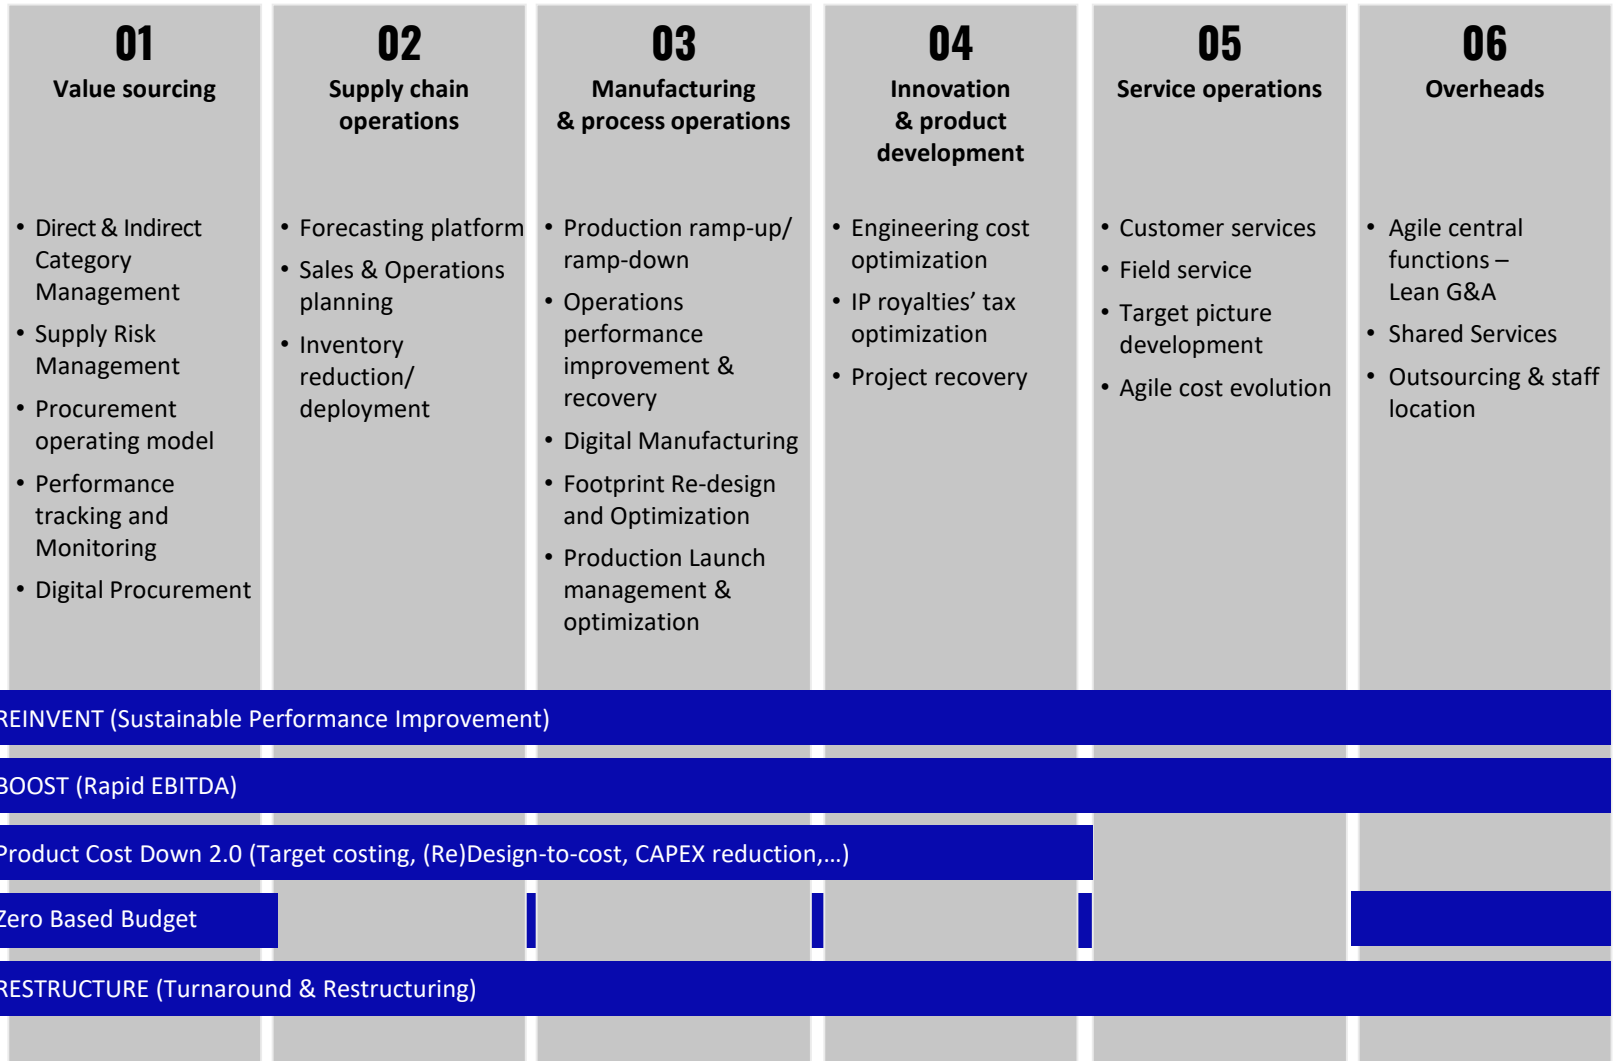 01
Value sourcing
• Direct & Indirect
Category
Management
• Supply Risk
Management
• Procurement
operating model
• Performance
tracking and
Monitoring
• Digital Procurement
02
Supply chain
operations
• Forecasting platform
• Sales & Operations
planning
• Inventory
reduction/
deployment
03
Manufacturing
& process operations
• Production ramp-up/
ramp-down
• Operations
performance
improvement &
recovery
• Digital Manufacturing
• Footprint Re-design
and Optimization
• Production Launch
management &
optimization
04
Innovation
& product
development
• Engineering cost
optimization
• IP royalties’ tax
optimization
• Project recovery
05
Service operations
• Customer services
• Field service
• Target picture
development
• Agile cost evolution
06
Overheads
• Agile central
functions –
Lean G&A
• Shared Services
• Outsourcing & staff
location
REINVENT (Sustainable Performance Improvement)
BOOST (Rapid EBITDA)
Product Cost Down 2.0 (Target costing, (Re)Design-to-cost, CAPEX reduction,…)
Zero Based Budget
RESTRUCTURE (Turnaround & Restructuring)